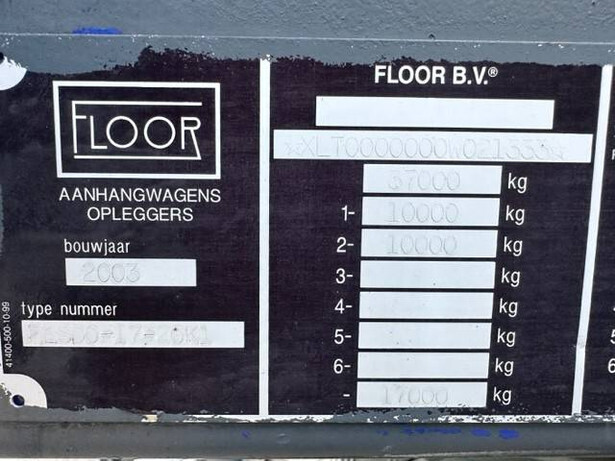 FLOOR
AANHANGWAGENS
OPLEGGERS
bouwjaar
2003
type nummer
41400-500-10-99
FLOOR B.V.®
37000 kg
1- 10000 kg
2- 10000 kg
3- kg
4- kg
5- kg
6- kg
- 17000 kg